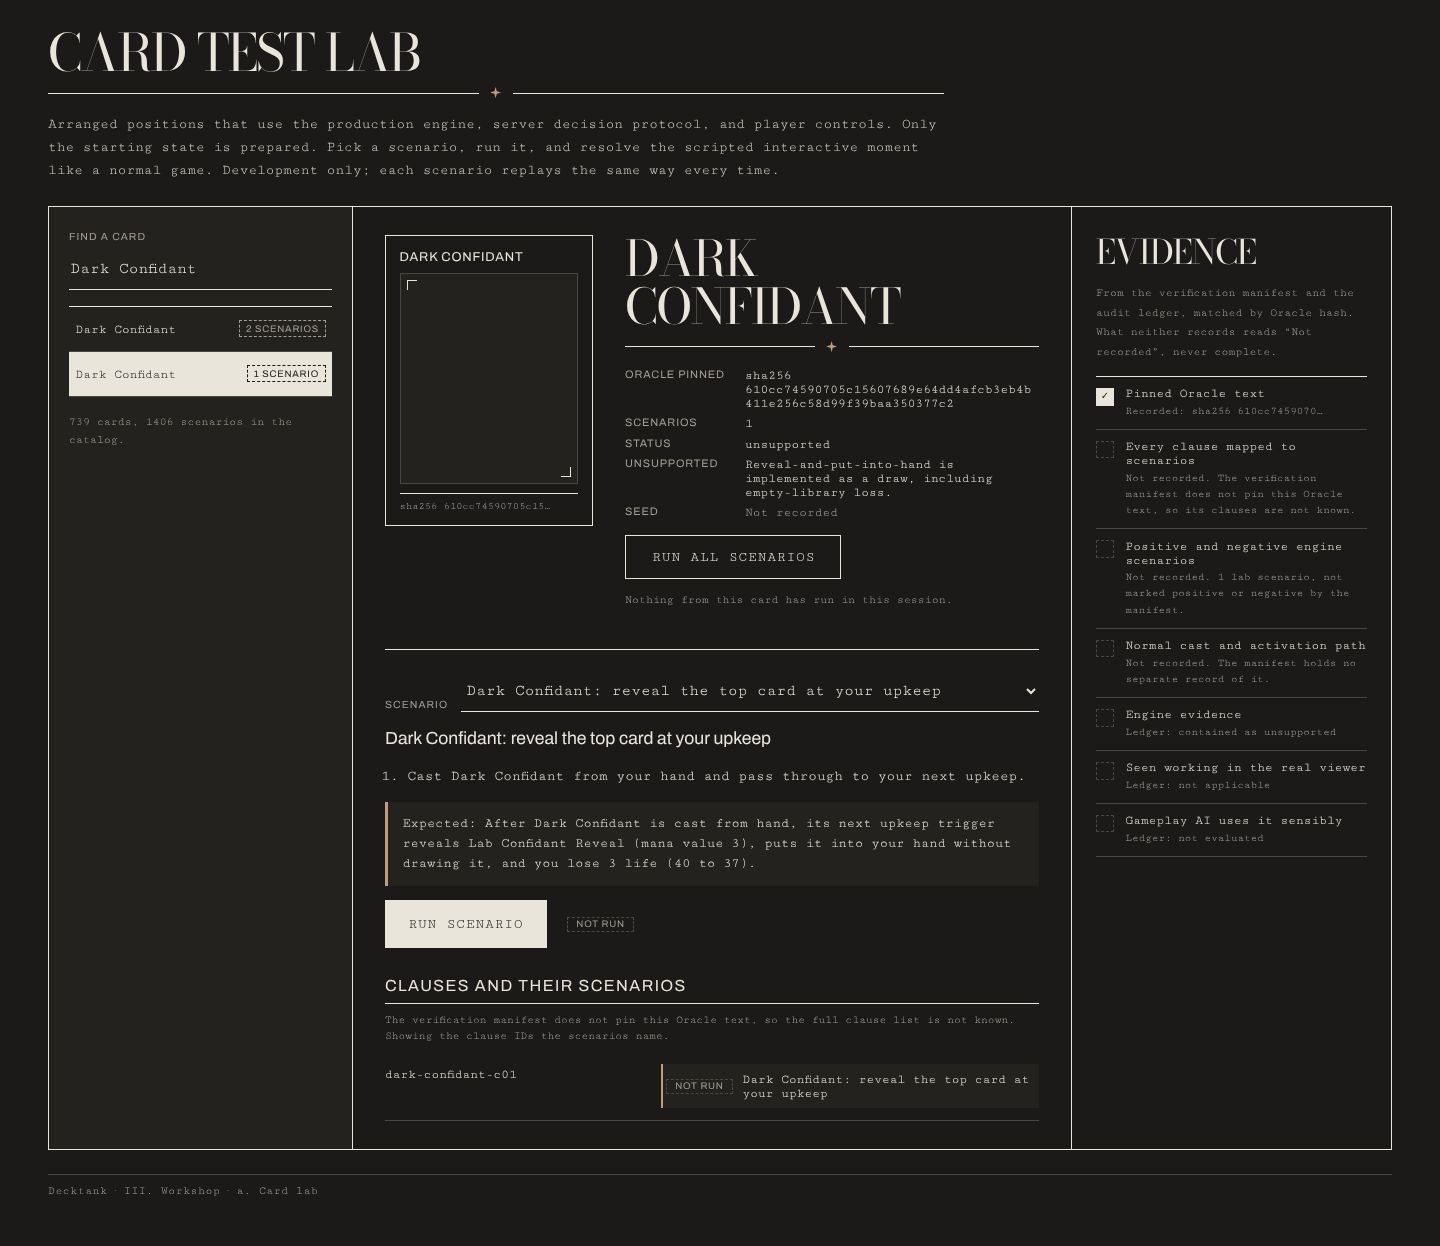 CARD TEST LAB
Arranged positions that use the production engine, server decision protocol, and player controls. Only
the starting state is prepared. Pick a scenario, run it, and resolve the scripted interactive moment
like a normal game. Development only; each scenario replays the same way every time.
FIND A CARD
Dark Confidant
Dark Confidant
2 SCENARIOS
Dark Confidant
1 SCENARIO
739 cards, 1406 scenarios in the
catalog.
DARK CONFIDANT
sha256 610cc74590705c15…
DARK
CONFIDANT
ORACLE PINNED
sha256
610cc74590705c15607689e64dd4afcb3eb4b
411e256c58d99f39baa350377c2
SCENARIOS
1
STATUS
unsupported
UNSUPPORTED
Reveal-and-put-into-hand is
implemented as a draw, including
empty-library loss.
SEED
Not recorded
RUN ALL SCENARIOS
Nothing from this card has run in this session.
SCENARIO
Dark Confidant: reveal the top card at your upkeep
Dark Confidant: reveal the top card at your upkeep
1. Cast Dark Confidant from your hand and pass through to your next upkeep.
Expected: After Dark Confidant is cast from hand, its next upkeep trigger
reveals Lab Confidant Reveal (mana value 3), puts it into your hand without
drawing it, and you lose 3 life (40 to 37).
RUN SCENARIO
NOT RUN
CLAUSES AND THEIR SCENARIOS
The verification manifest does not pin this Oracle text, so the full clause list is not known.
Showing the clause IDs the scenarios name.
dark-confidant-c01
NOT RUN
Dark Confidant: reveal the top card at
your upkeep
EVIDENCE
From the verification manifest and the
audit ledger, matched by Oracle hash.
What neither records reads “Not
recorded”, never complete.
✓
Pinned Oracle text
Recorded: sha256 610cc7459070…
Every clause mapped to
scenarios
Not recorded. The verification
manifest does not pin this Oracle
text, so its clauses are not known.
Positive and negative engine
scenarios
Not recorded. 1 lab scenario, not
marked positive or negative by the
manifest.
Normal cast and activation path
Not recorded. The manifest holds no
separate record of it.
Engine evidence
Ledger: contained as unsupported
Seen working in the real viewer
Ledger: not applicable
Gameplay AI uses it sensibly
Ledger: not evaluated
Decktank · III. Workshop · a. Card lab